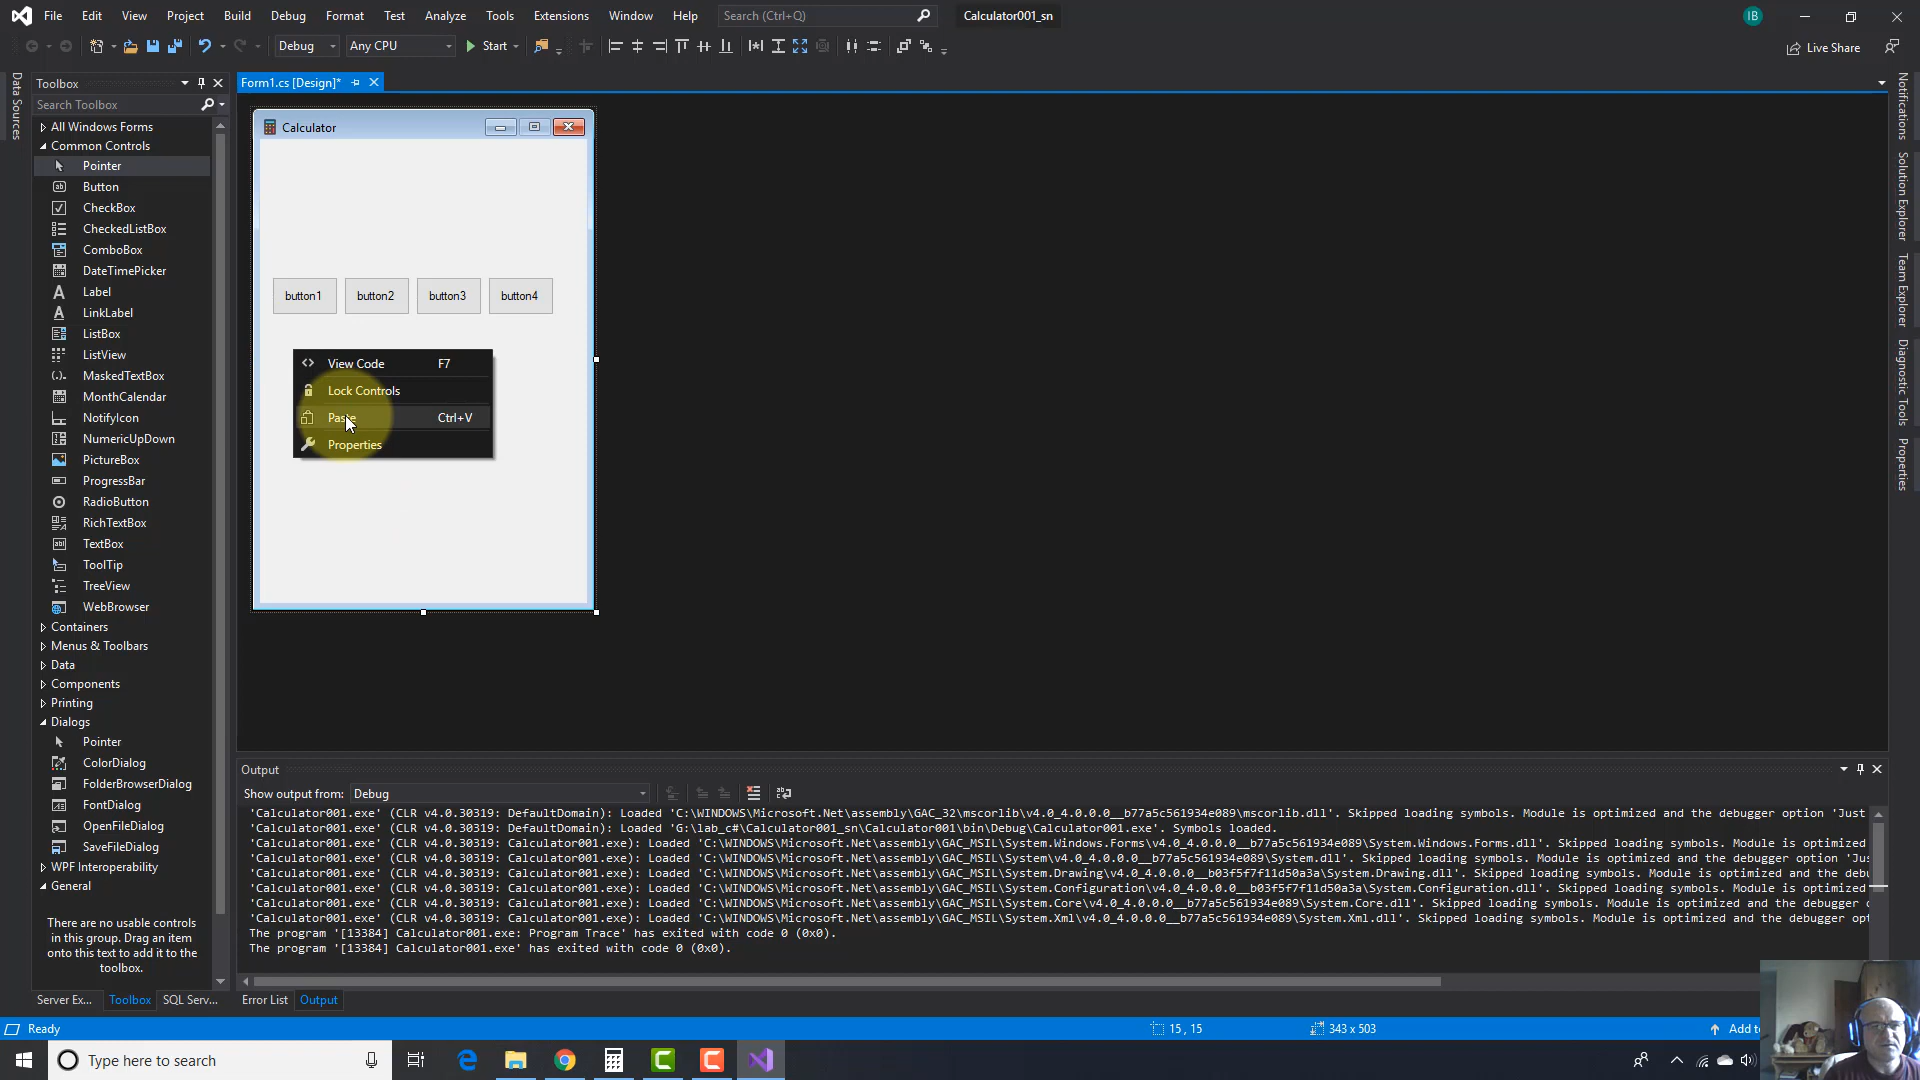 File Edit View Project Build Debug Format Test Analyze Tools Extensions Window Help Search (Ctrl+Q) Calculator001_sn IB
Debug Any CPU Start Live Share
Data Sources
Toolbox
Search Toolbox
All Windows Forms
Common Controls
Pointer
Button
CheckBox
CheckedListBox
ComboBox
DateTimePicker
Label
LinkLabel
ListBox
ListView
MaskedTextBox
MonthCalendar
NotifyIcon
NumericUpDown
PictureBox
ProgressBar
RadioButton
RichTextBox
TextBox
ToolTip
TreeView
WebBrowser
Containers
Menus & Toolbars
Data
Components
Printing
Dialogs
Pointer
ColorDialog
FolderBrowserDialog
FontDialog
OpenFileDialog
SaveFileDialog
WPF Interoperability
General
There are no usable controls
in this group. Drag an item
onto this text to add it to the
toolbox.
Server Ex... Toolbox SQL Serv...
Form1.cs [Design]*
Calculator
button1 button2 button3 button4
View Code F7
Lock Controls
Paste Ctrl+V
Properties
Notifications
Solution Explorer
Team Explorer
Diagnostic Tools
Properties
Output
Show output from: Debug
'Calculator001.exe' (CLR v4.0.30319: DefaultDomain): Loaded 'C:\WINDOWS\Microsoft.Net\assembly\GAC_32\mscorlib\v4.0_4.0.0.0__b77a5c561934e089\mscorlib.dll'. Skipped loading symbols. Module is optimized and the debugger option 'Just
'Calculator001.exe' (CLR v4.0.30319: DefaultDomain): Loaded 'G:\lab_c#\Calculator001_sn\Calculator001\bin\Debug\Calculator001.exe'. Symbols loaded.
'Calculator001.exe' (CLR v4.0.30319: Calculator001.exe): Loaded 'C:\WINDOWS\Microsoft.Net\assembly\GAC_MSIL\System.Windows.Forms\v4.0_4.0.0.0__b77a5c561934e089\System.Windows.Forms.dll'. Skipped loading symbols. Module is optimized
'Calculator001.exe' (CLR v4.0.30319: Calculator001.exe): Loaded 'C:\WINDOWS\Microsoft.Net\assembly\GAC_MSIL\System\v4.0_4.0.0.0__b77a5c561934e089\System.dll'. Skipped loading symbols. Module is optimized and the debugger option 'Jus
'Calculator001.exe' (CLR v4.0.30319: Calculator001.exe): Loaded 'C:\WINDOWS\Microsoft.Net\assembly\GAC_MSIL\System.Drawing\v4.0_4.0.0.0__b03f5f7f11d50a3a\System.Drawing.dll'. Skipped loading symbols. Module is optimized and the debu
'Calculator001.exe' (CLR v4.0.30319: Calculator001.exe): Loaded 'C:\WINDOWS\Microsoft.Net\assembly\GAC_MSIL\System.Configuration\v4.0_4.0.0.0__b03f5f7f11d50a3a\System.Configuration.dll'. Skipped loading symbols. Module is optimized
'Calculator001.exe' (CLR v4.0.30319: Calculator001.exe): Loaded 'C:\WINDOWS\Microsoft.Net\assembly\GAC_MSIL\System.Core\v4.0_4.0.0.0__b77a5c561934e089\System.Core.dll'. Skipped loading symbols. Module is optimized and the debugger o
'Calculator001.exe' (CLR v4.0.30319: Calculator001.exe): Loaded 'C:\WINDOWS\Microsoft.Net\assembly\GAC_MSIL\System.Xml\v4.0_4.0.0.0__b77a5c561934e089\System.Xml.dll'. Skipped loading symbols. Module is optimized and the debugger opt
The program '[13384] Calculator001.exe: Program Trace' has exited with code 0 (0x0).
The program '[13384] Calculator001.exe' has exited with code 0 (0x0).
Error List Output
Ready 15 , 15 343 x 503 Add to
Type here to search